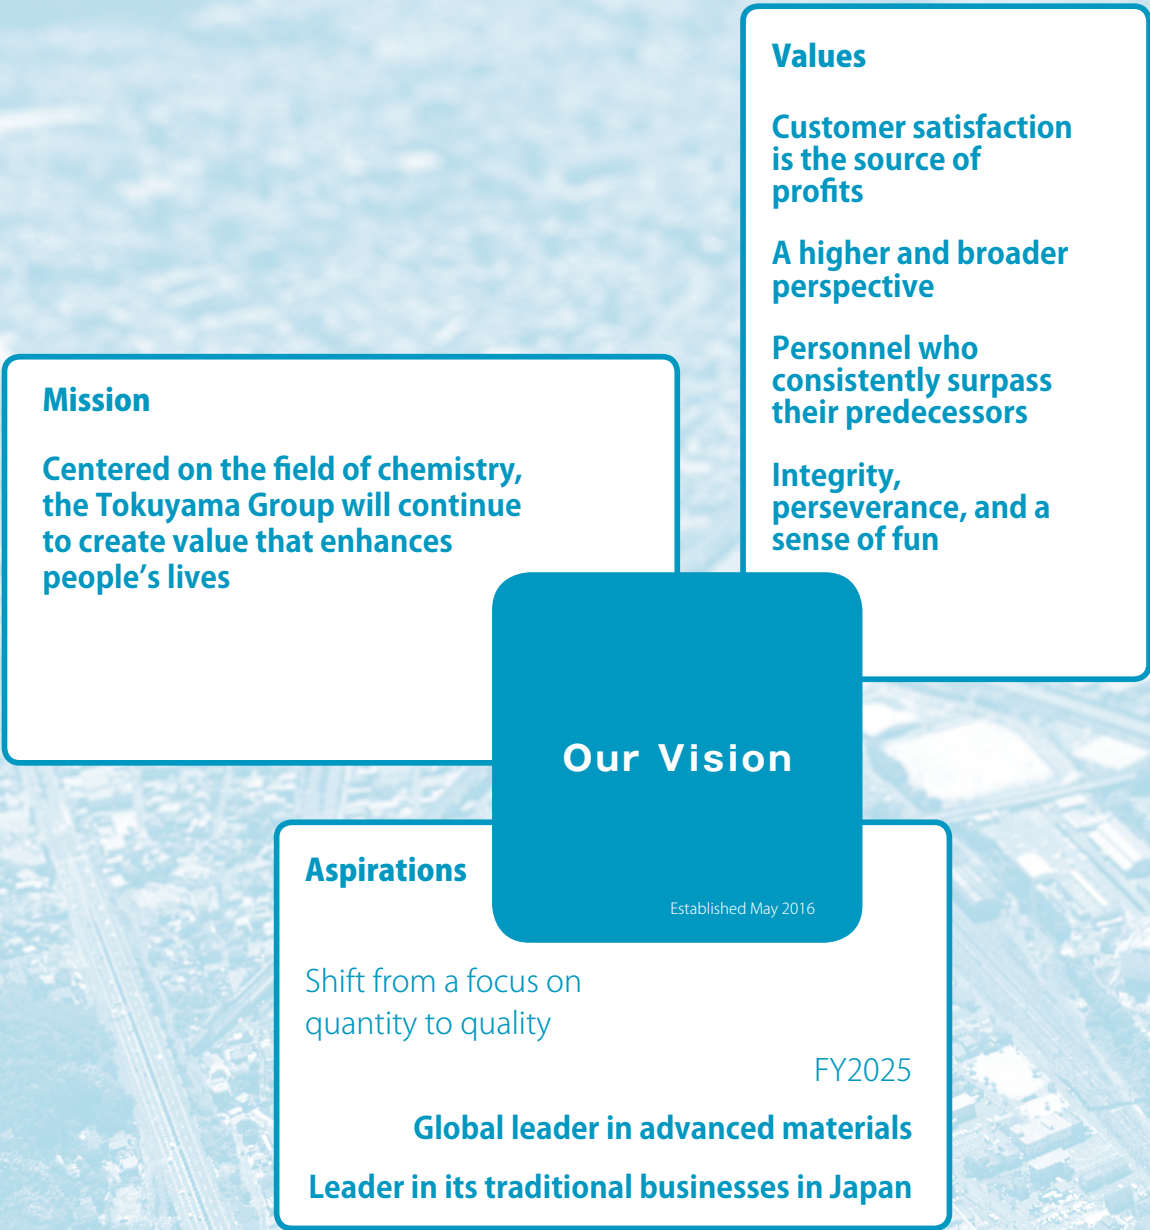 Values
Customer satisfaction
is the source of
profits
A higher and broader
perspective
Personnel who
consistently surpass
their predecessors
Integrity,
perseverance, and a
sense of fun
Mission
Centered on the field of chemistry,
the Tokuyama Group will continue
to create value that enhances
people’s lives
Our Vision
Established May 2016
Aspirations
Shift from a focus on
quantity to quality
FY2025
Global leader in advanced materials
Leader in its traditional businesses in Japan